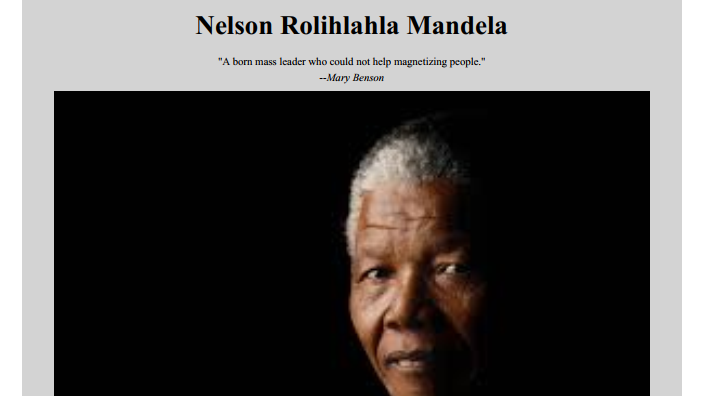 Nelson Rolihlahla Mandela
"A born mass leader who could not help magnetizing people."
--Mary Benson